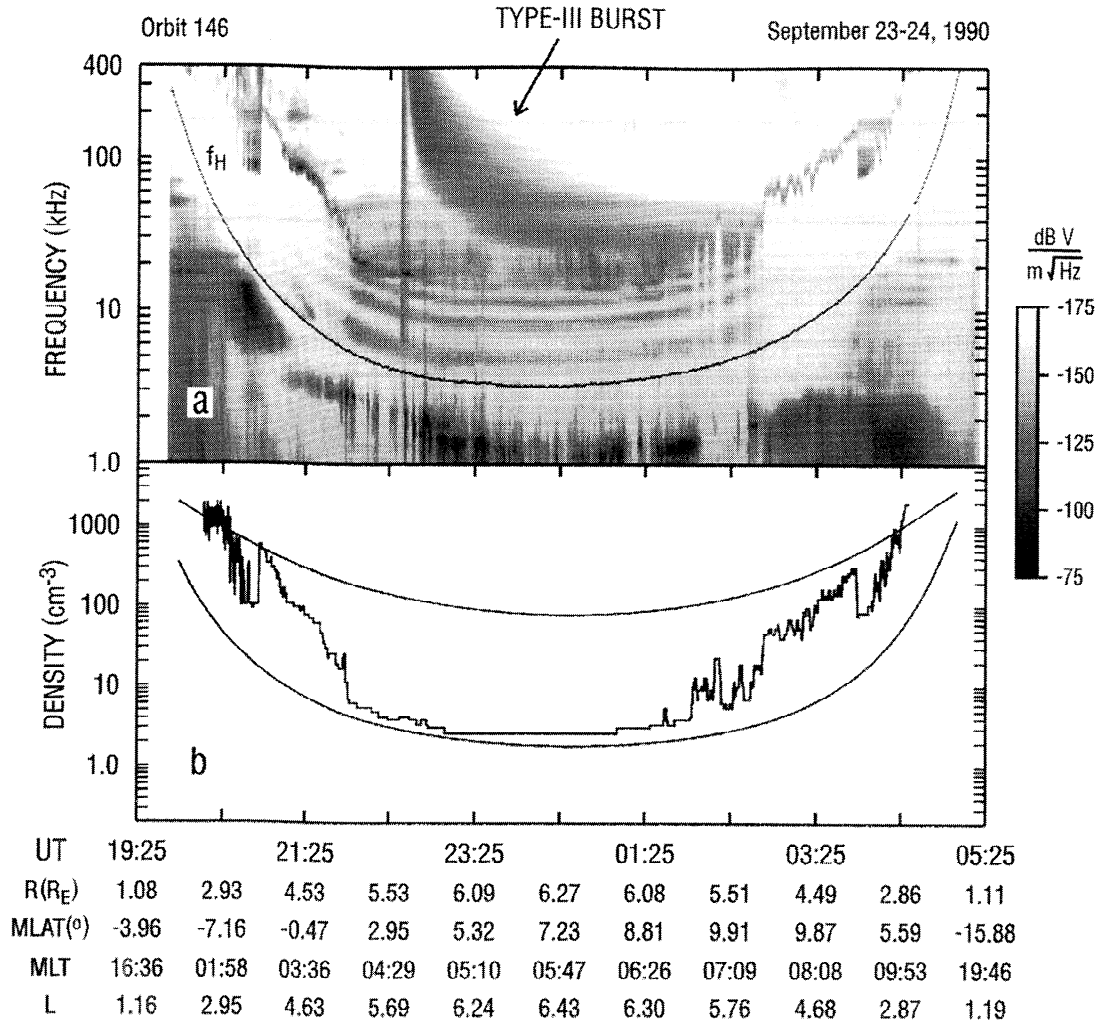 Orbit 146
TYPE-III BURST
September 23-24, 1990
400
100
10
1.0
FREQUENCY (kHz)
fH
a
dB V
m√Hz
-175
-150
-125
-100
-75
1000
100
10
1.0
DENSITY (cm-3)
b
UT 19:25 21:25 23:25 01:25 03:25 05:25
R(RE) 1.08 2.93 4.53 5.53 6.09 6.27 6.08 5.51 4.49 2.86 1.11
MLAT(o) -3.96 -7.16 -0.47 2.95 5.32 7.23 8.81 9.91 9.87 5.59 -15.88
MLT 16:36 01:58 03:36 04:29 05:10 05:47 06:26 07:09 08:08 09:53 19:46
L 1.16 2.95 4.63 5.69 6.24 6.43 6.30 5.76 4.68 2.87 1.19